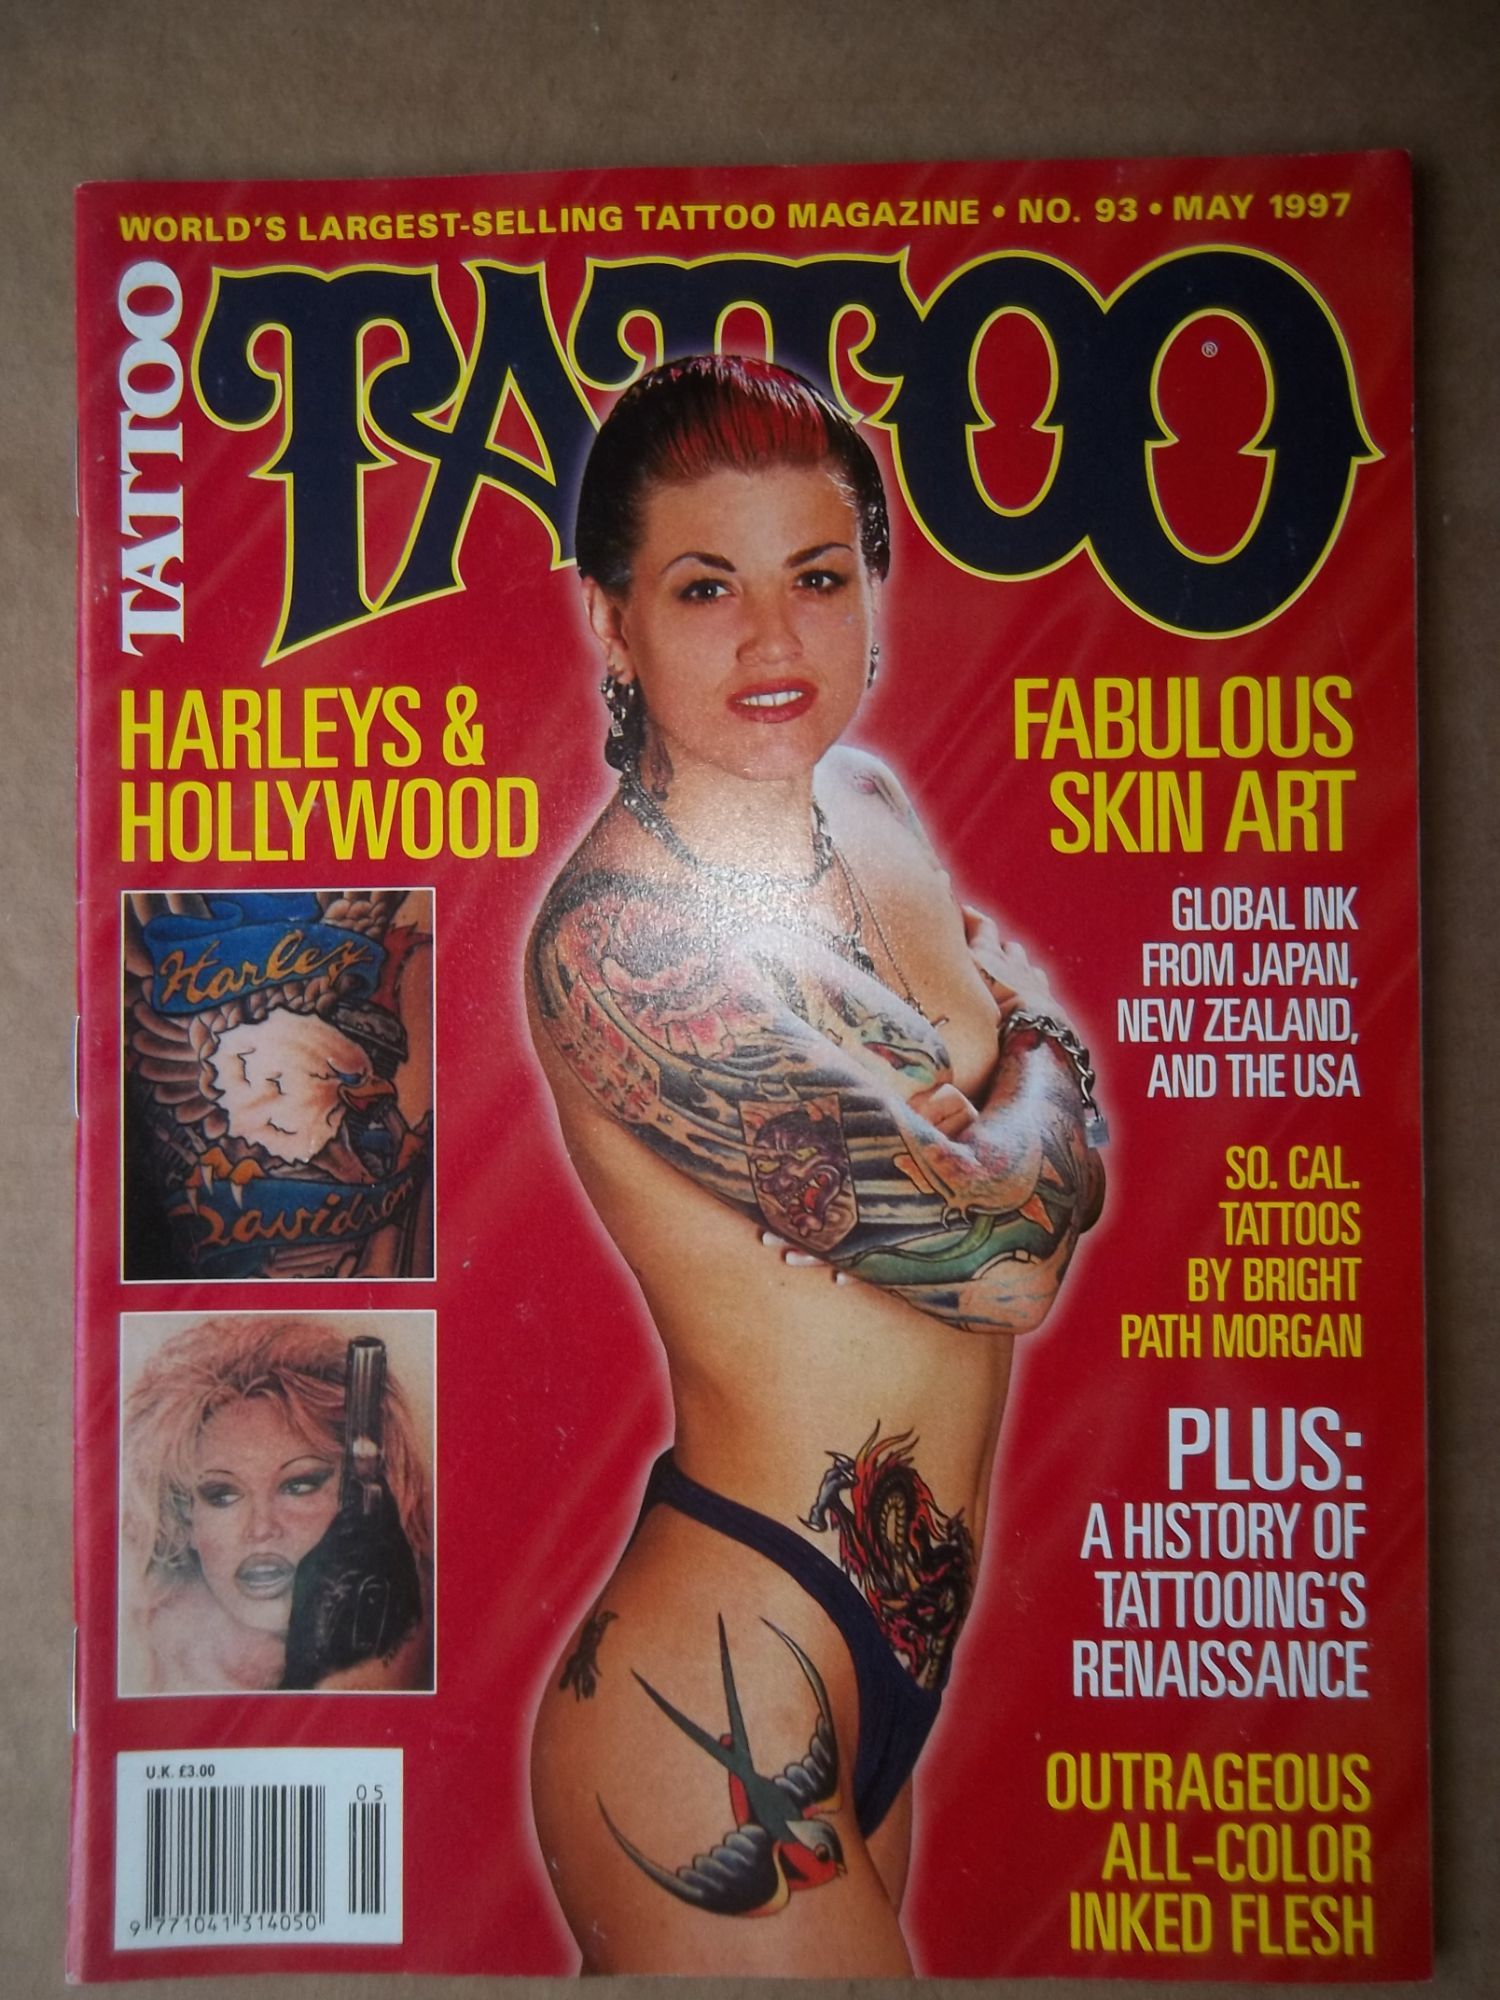 WORLD'S LARGEST-SELLING TATTOO MAGAZINE • NO. 93 • MAY 1997
TATTOO
TATTOO
®
HARLEYS &
HOLLYWOOD
Harley
Davidson
FABULOUS
SKIN ART
GLOBAL INK
FROM JAPAN,
NEW ZEALAND,
AND THE USA
SO. CAL.
TATTOOS
BY BRIGHT
PATH MORGAN
PLUS:
A HISTORY OF
TATTOOING'S
RENAISSANCE
OUTRAGEOUS
ALL-COLOR
INKED FLESH
U.K. £3.00
05
9 771041 314050